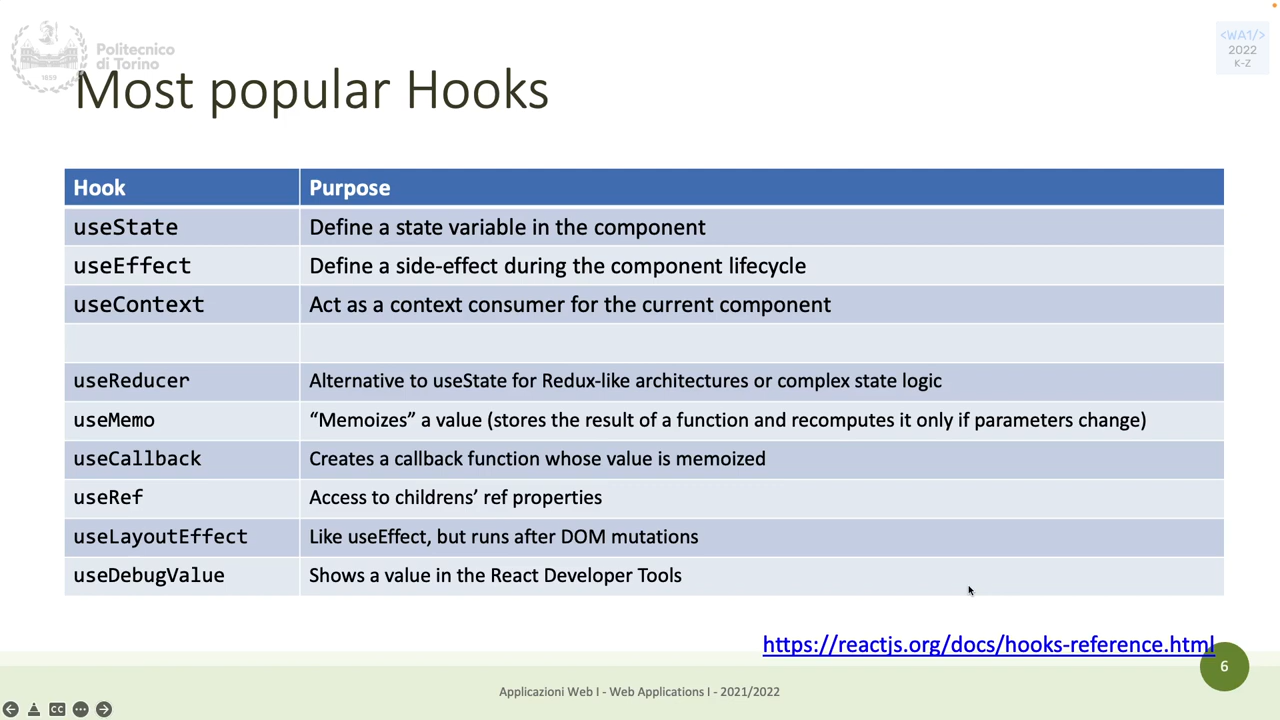 Politecnico
di Torino
1859
<WA1/>
2022
K-Z
Most popular Hooks
Hook Purpose
useState Define a state variable in the component
useEffect Define a side-effect during the component lifecycle
useContext Act as a context consumer for the current component
useReducer Alternative to useState for Redux-like architectures or complex state logic
useMemo “Memoizes” a value (stores the result of a function and recomputes it only if parameters change)
useCallback Creates a callback function whose value is memoized
useRef Access to childrens’ ref properties
useLayoutEffect Like useEffect, but runs after DOM mutations
useDebugValue Shows a value in the React Developer Tools
https://reactjs.org/docs/hooks-reference.html
6
Applicazioni Web I - Web Applications I - 2021/2022
CC